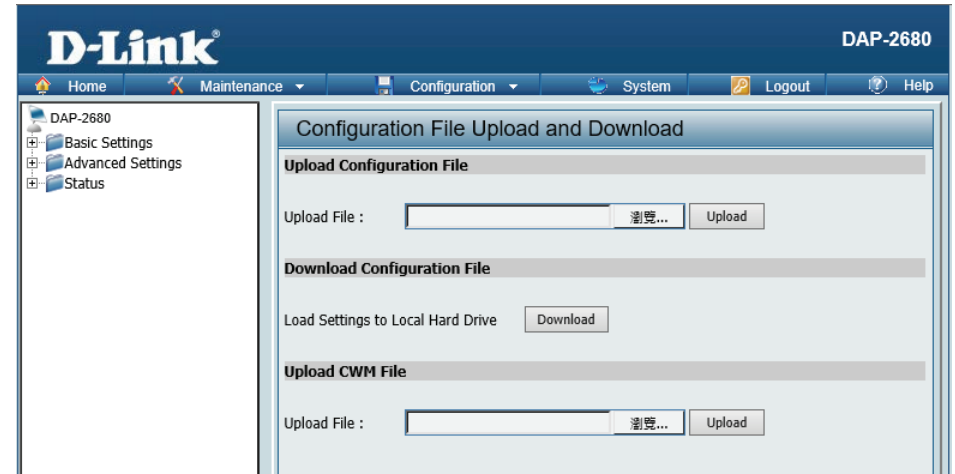 D-Link
DAP-2680
Home Maintenance Configuration System Logout Help
DAP-2680
Basic Settings
Advanced Settings
Status
Configuration File Upload and Download
Upload Configuration File
Upload File : 瀏覽... Upload
Download Configuration File
Load Settings to Local Hard Drive Download
Upload CWM File
Upload File : 瀏覽... Upload